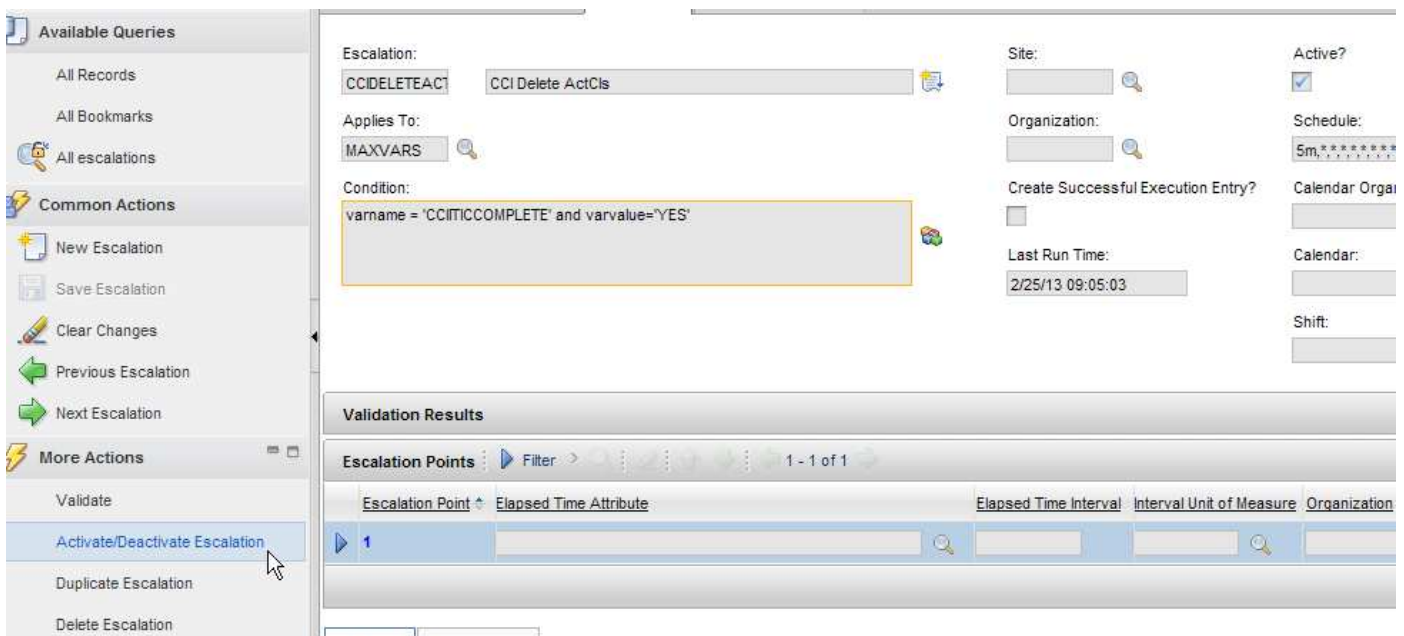 Available Queries
All Records
All Bookmarks
All escalations
Common Actions
New Escalation
Save Escalation
Clear Changes
Previous Escalation
Next Escalation
More Actions
Validate
Activate/Deactivate Escalation
Duplicate Escalation
Delete Escalation
Escalation:
CCIDELETEACT
CCI Delete ActCIs
Applies To:
MAXVARS
Condition:
varname = 'CCIITICCOMPLETE' and varvalue='YES'
Site:
Organization:
Create Successful Execution Entry?
Last Run Time:
2/25/13 09:05:03
Active?
Schedule:
5m,*,*,*,*,*,*,*,*
Calendar Organ
Calendar:
Shift:
Validation Results
Escalation Points Filter > 1 - 1 of 1
Escalation Point Elapsed Time Attribute Elapsed Time Interval Interval Unit of Measure Organization
1